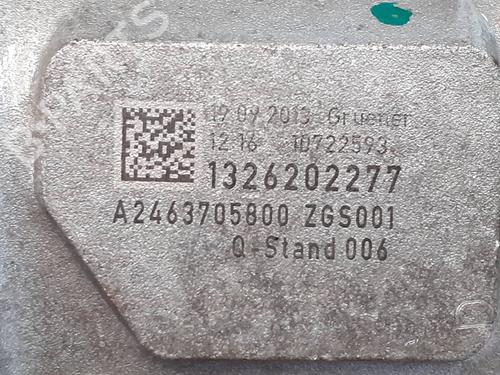 19.09.2013 Gruener
12:16 10722593
1326202277
A2463705800 ZGS001
Q-Stand 006